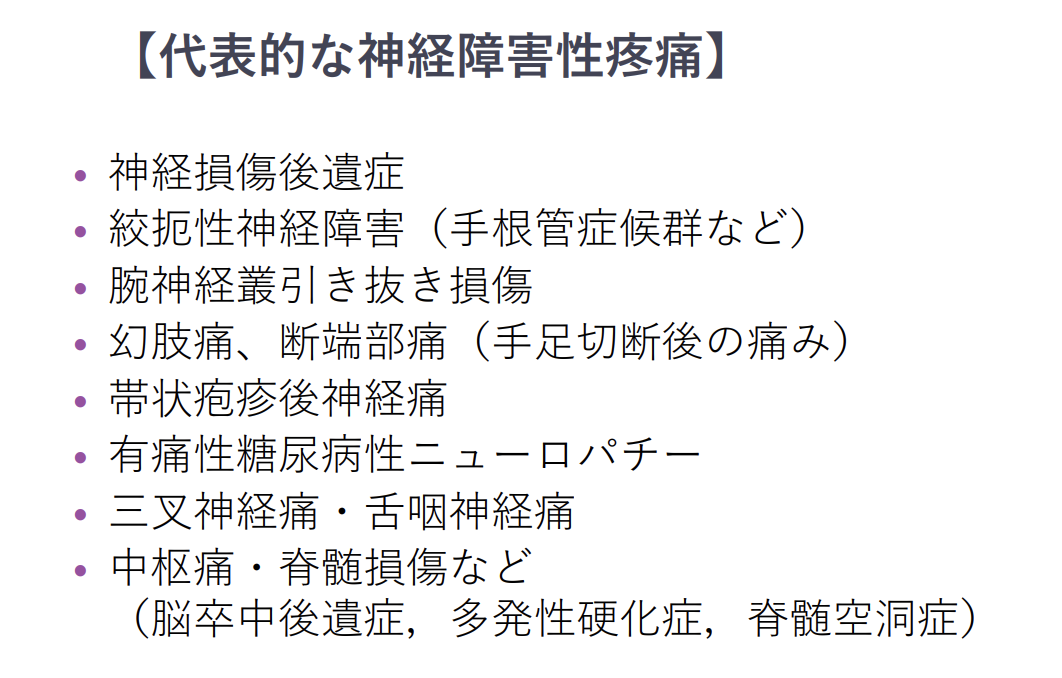 【代表的な神経障害性疼痛】
• 神経損傷後遺症
• 絞扼性神経障害（手根管症候群など）
• 腕神経叢引き抜き損傷
• 幻肢痛、断端部痛（手足切断後の痛み）
• 帯状疱疹後神経痛
• 有痛性糖尿病性ニューロパチー
• 三叉神経痛・舌咽神経痛
• 中枢痛・脊髄損傷など
（脳卒中後遺症，多発性硬化症，脊髄空洞症）